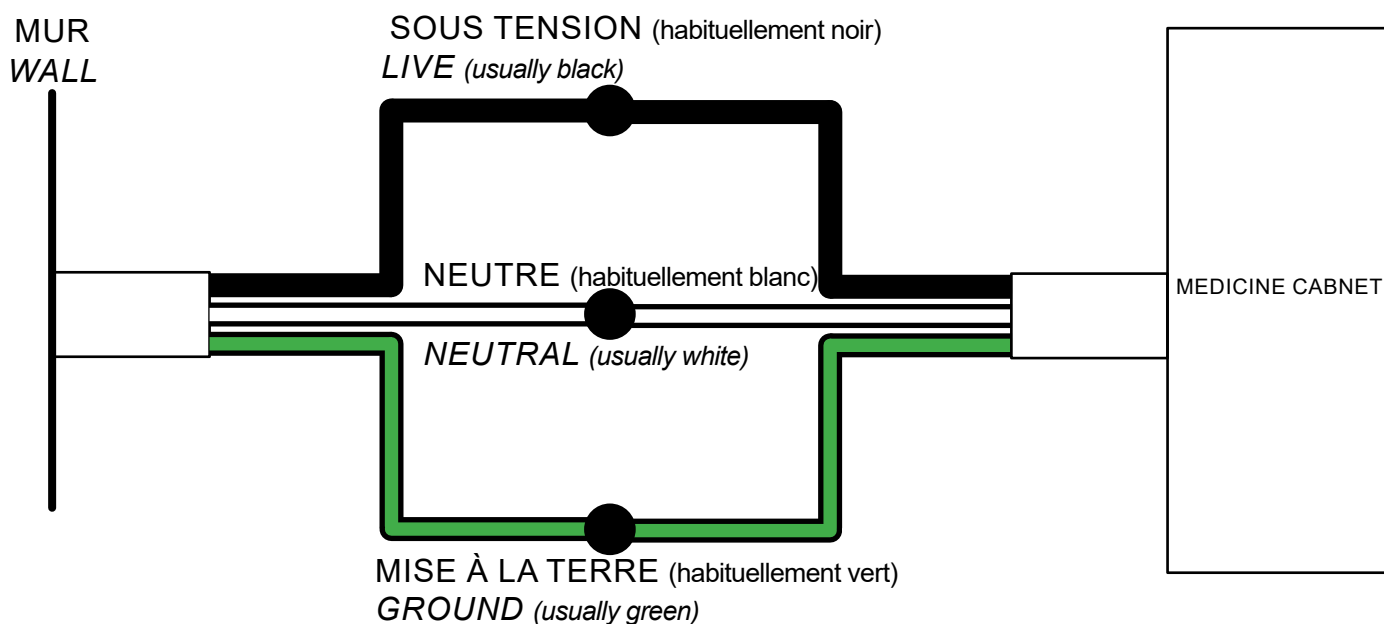 MUR
WALL
SOUS TENSION (habituellement noir)
LIVE (usually black)
NEUTRE (habituellement blanc)
NEUTRAL (usually white)
MEDICINE CABNET
MISE À LA TERRE (habituellement vert)
GROUND (usually green)